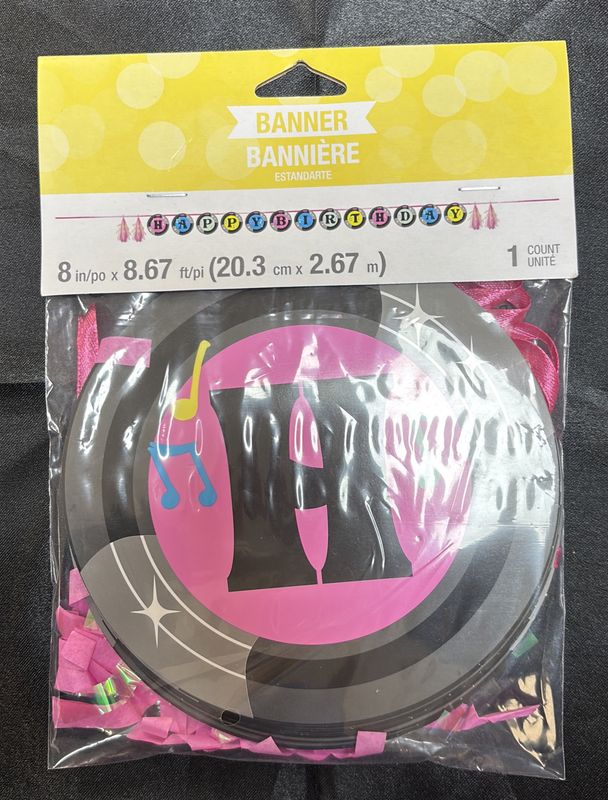 BANNER
BANNIÈRE
ESTANDARTE
HAPPYBIRTHDAY
8 in/po x 8.67 ft/pi (20.3 cm x 2.67 m)
1 COUNT
UNITÉ
H